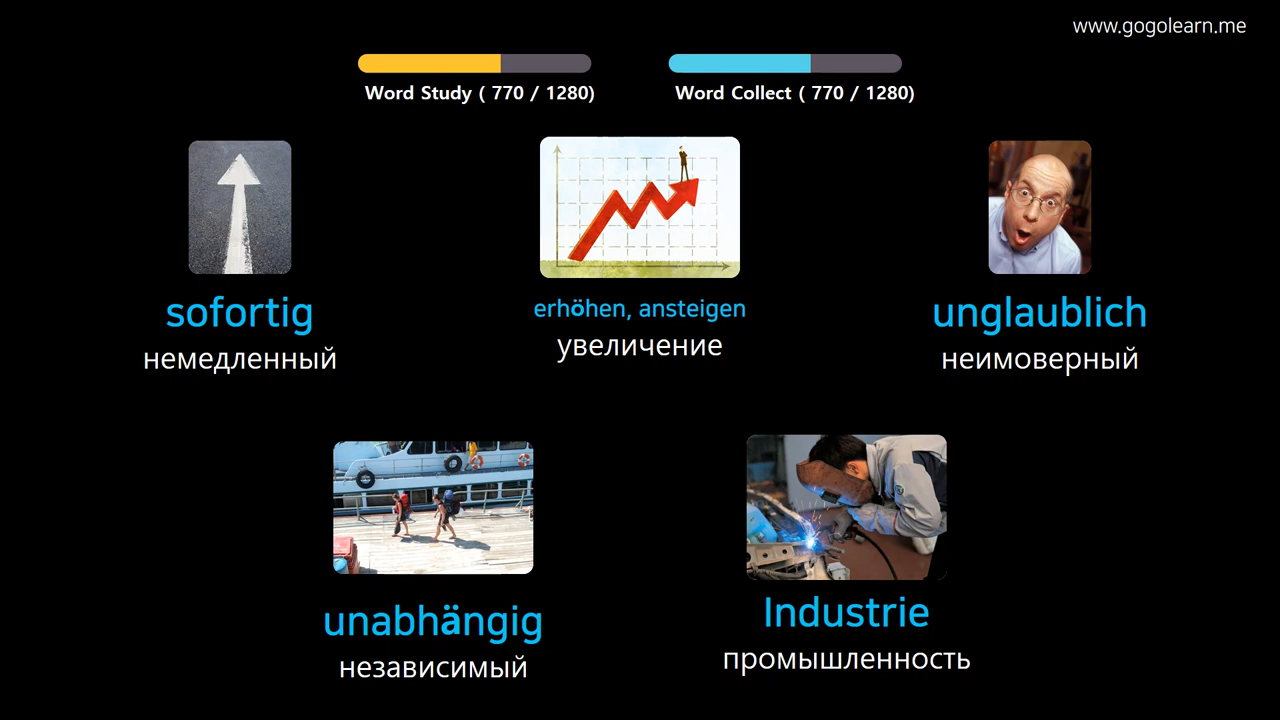 www.gogolearn.me
Word Study ( 770 / 1280)
Word Collect ( 770 / 1280)
sofortig
немедленный
erhöhen, ansteigen
увеличение
unglaublich
неимоверный
unabhängig
независимый
Industrie
промышленность